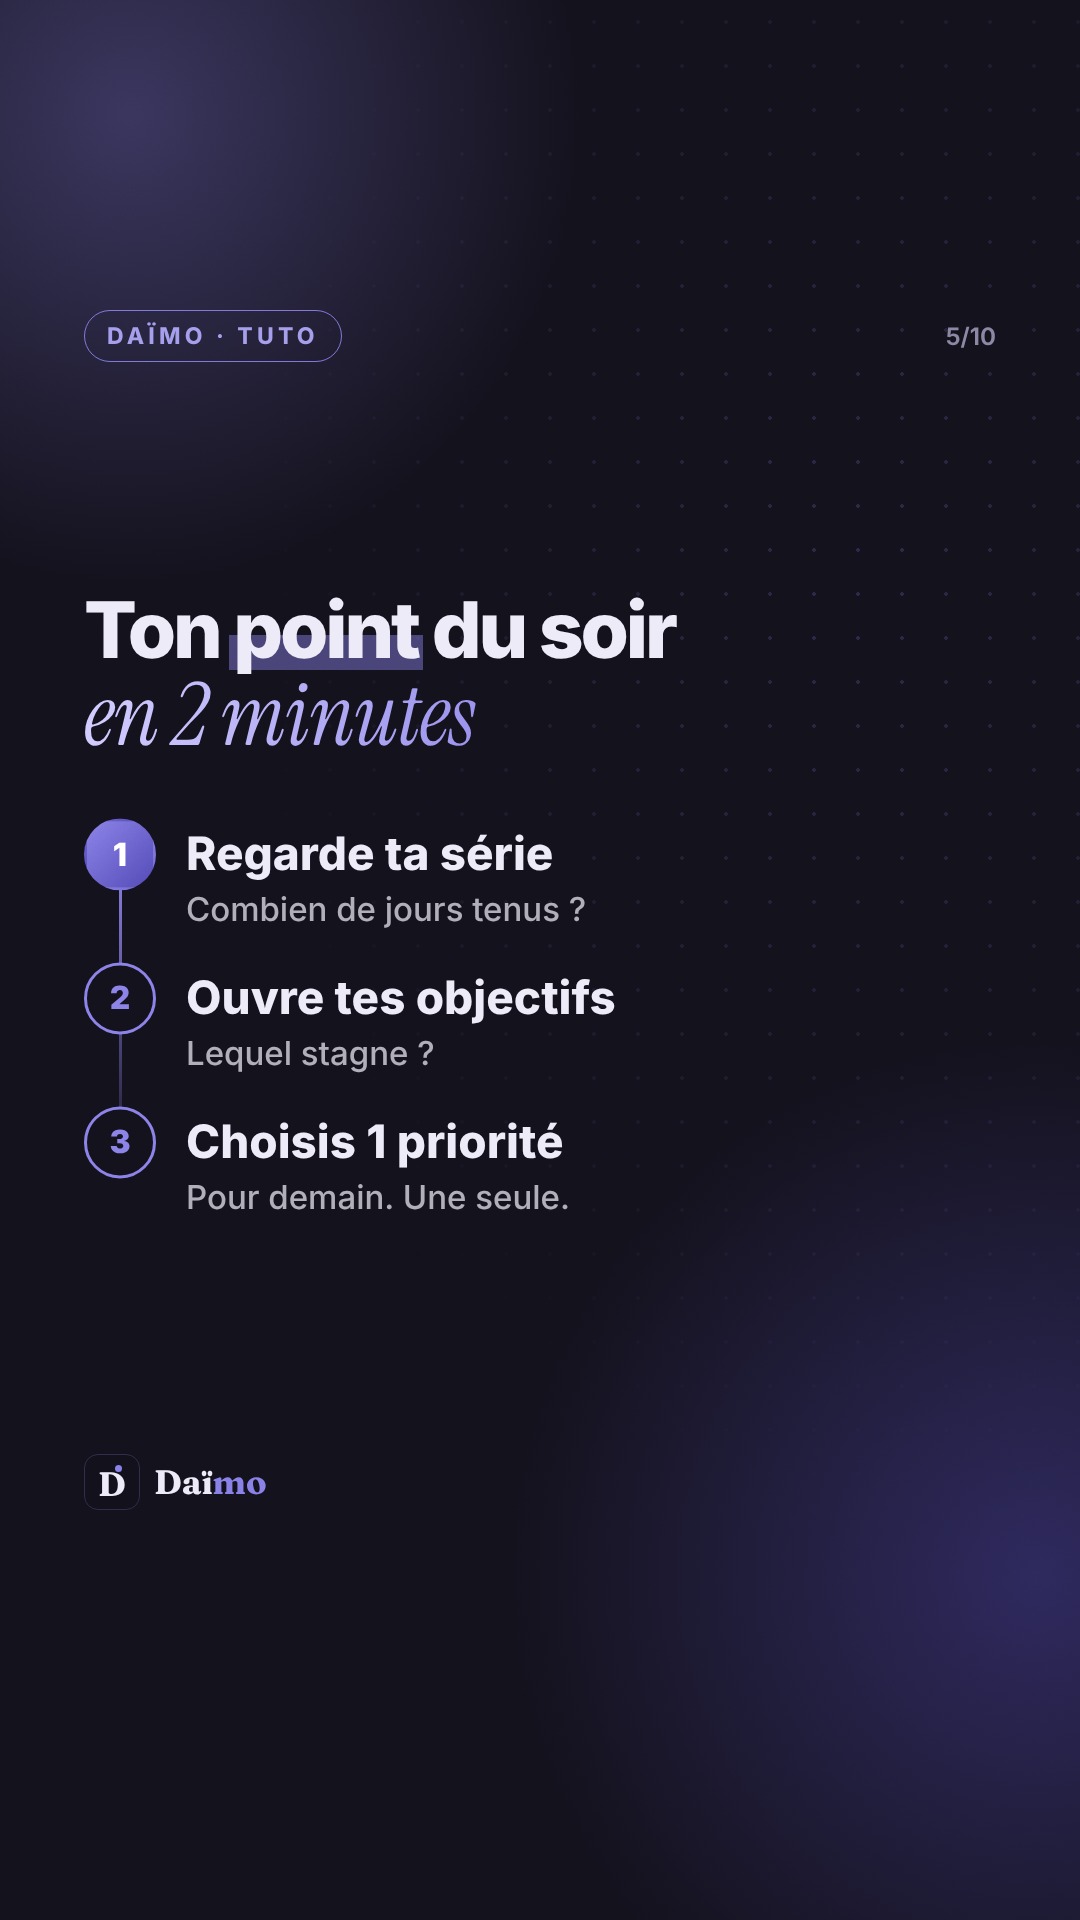 DAÏMO · TUTO
5/10
Ton point du soir
en 2 minutes
1
Regarde ta série
Combien de jours tenus ?
2
Ouvre tes objectifs
Lequel stagne ?
3
Choisis 1 priorité
Pour demain. Une seule.
D Daïmo